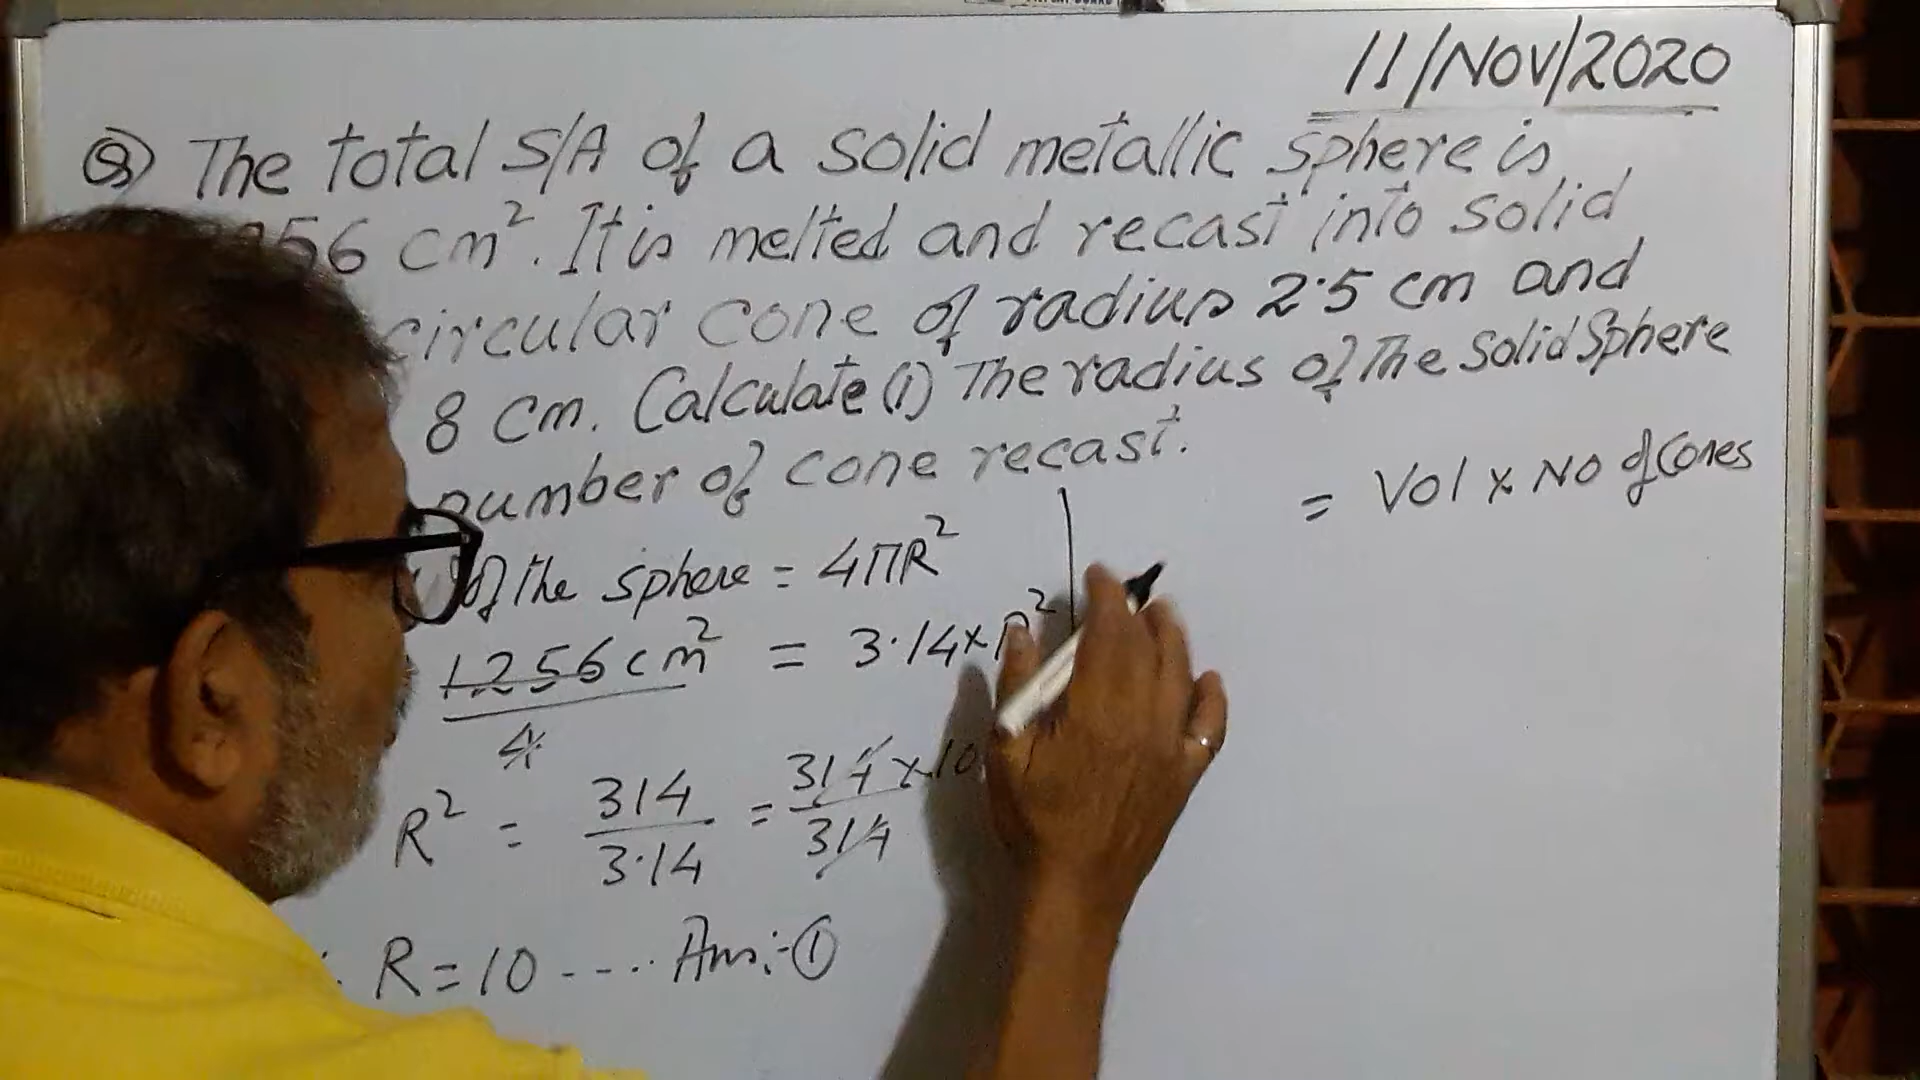 11/NOV/2020
Q) The total S/A of a solid metallic sphere is
256 cm². It is melted and recast into solid
circular cone of radius 2.5 cm and
8 cm. Calculate (i) The radius of The Solid Sphere
number of cone recast.
of the sphere = 4πR²
1256 cm² / 4 = 3.14 × R²
R² = 314 / 3.14 = 314 × 10 / 314
R = 10 .... Ans:-①
= Vol × No of Cones